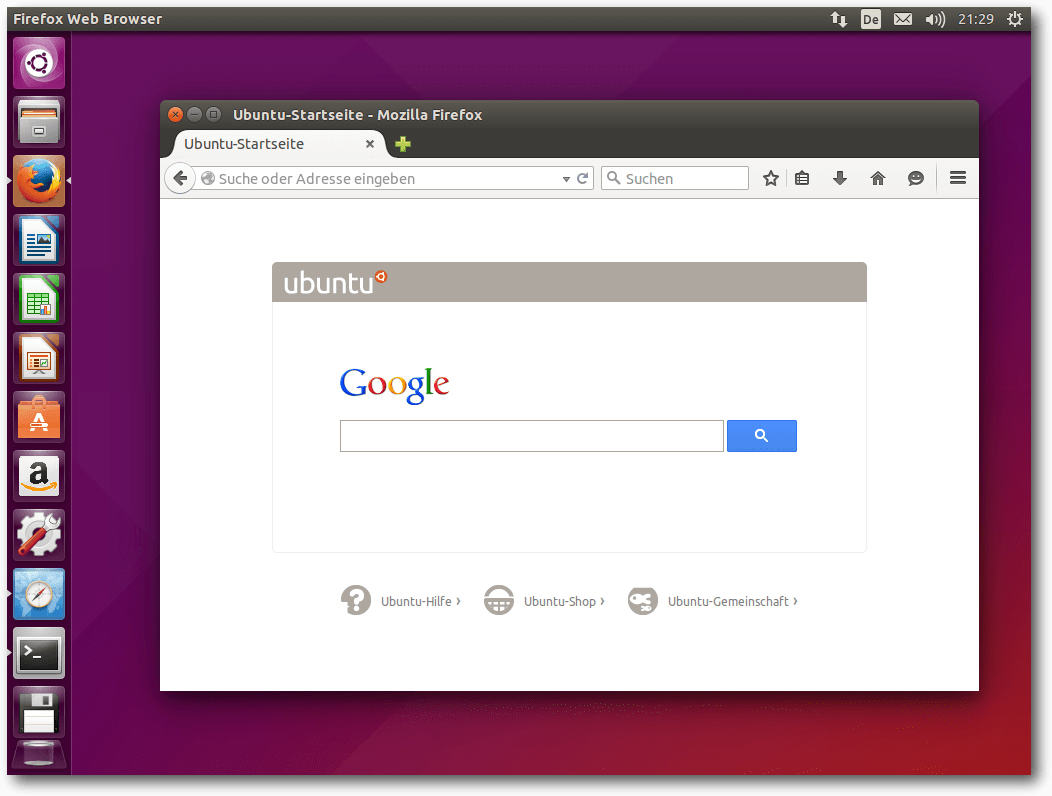 Firefox Web Browser
De
21:29
Ubuntu-Startseite - Mozilla Firefox
Ubuntu-Startseite
Suche oder Adresse eingeben
Suchen
ubuntu
Google
Ubuntu-Hilfe ›
Ubuntu-Shop ›
Ubuntu-Gemeinschaft ›
A
a
>_